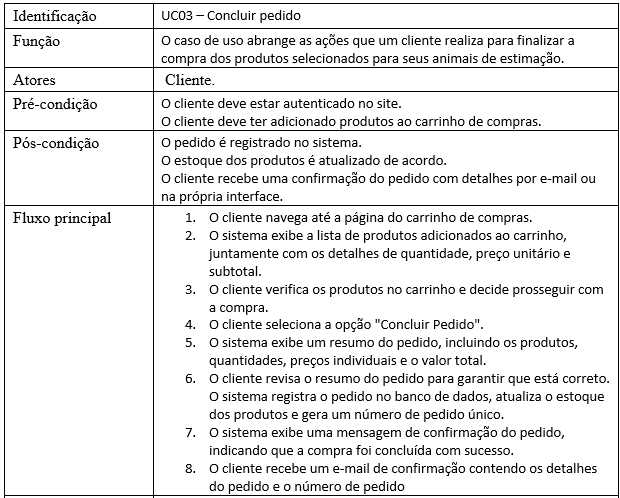 Identificação UC03 – Concluir pedido
Função O caso de uso abrange as ações que um cliente realiza para finalizar a
compra dos produtos selecionados para seus animais de estimação.
Atores Cliente.
Pré-condição O cliente deve estar autenticado no site.
O cliente deve ter adicionado produtos ao carrinho de compras.
Pós-condição O pedido é registrado no sistema.
O estoque dos produtos é atualizado de acordo.
O cliente recebe uma confirmação do pedido com detalhes por e-mail ou
na própria interface.
Fluxo principal 1. O cliente navega até a página do carrinho de compras.
2. O sistema exibe a lista de produtos adicionados ao carrinho,
juntamente com os detalhes de quantidade, preço unitário e
subtotal.
3. O cliente verifica os produtos no carrinho e decide prosseguir com
a compra.
4. O cliente seleciona a opção "Concluir Pedido".
5. O sistema exibe um resumo do pedido, incluindo os produtos,
quantidades, preços individuais e o valor total.
6. O cliente revisa o resumo do pedido para garantir que está correto.
O sistema registra o pedido no banco de dados, atualiza o estoque
dos produtos e gera um número de pedido único.
7. O sistema exibe uma mensagem de confirmação do pedido,
indicando que a compra foi concluída com sucesso.
8. O cliente recebe um e-mail de confirmação contendo os detalhes
do pedido e o número de pedido